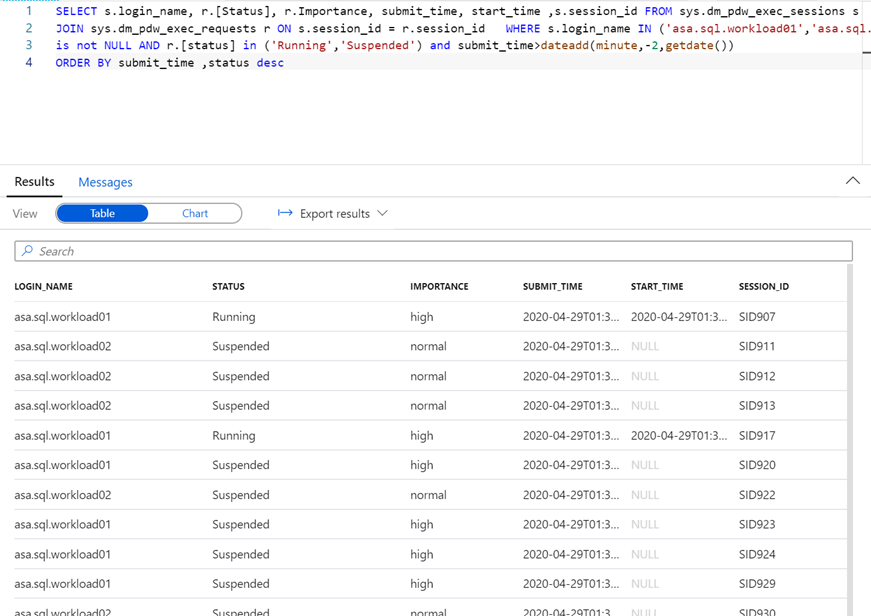 1 SELECT s.login_name, r.[Status], r.Importance, submit_time, start_time ,s.session_id FROM sys.dm_pdw_exec_sessions s
2 JOIN sys.dm_pdw_exec_requests r ON s.session_id = r.session_id WHERE s.login_name IN ('asa.sql.workload01','asa.sql.
3 is not NULL AND r.[status] in ('Running','Suspended') and submit_time>dateadd(minute,-2,getdate())
4 ORDER BY submit_time ,status desc
Results Messages
View Table Chart Export results
Search
LOGIN_NAME STATUS IMPORTANCE SUBMIT_TIME START_TIME SESSION_ID
asa.sql.workload01 Running high 2020-04-29T01:3... 2020-04-29T01:3... SID907
asa.sql.workload02 Suspended normal 2020-04-29T01:3... NULL SID911
asa.sql.workload02 Suspended normal 2020-04-29T01:3... NULL SID912
asa.sql.workload02 Suspended normal 2020-04-29T01:3... NULL SID913
asa.sql.workload01 Running high 2020-04-29T01:3... 2020-04-29T01:3... SID917
asa.sql.workload01 Suspended high 2020-04-29T01:3... NULL SID920
asa.sql.workload02 Suspended normal 2020-04-29T01:3... NULL SID922
asa.sql.workload01 Suspended high 2020-04-29T01:3... NULL SID923
asa.sql.workload01 Suspended high 2020-04-29T01:3... NULL SID924
asa.sql.workload01 Suspended high 2020-04-29T01:3... NULL SID929
asa.sql.workload02 Suspended normal 2020-04-29T01:3... NULL SID930